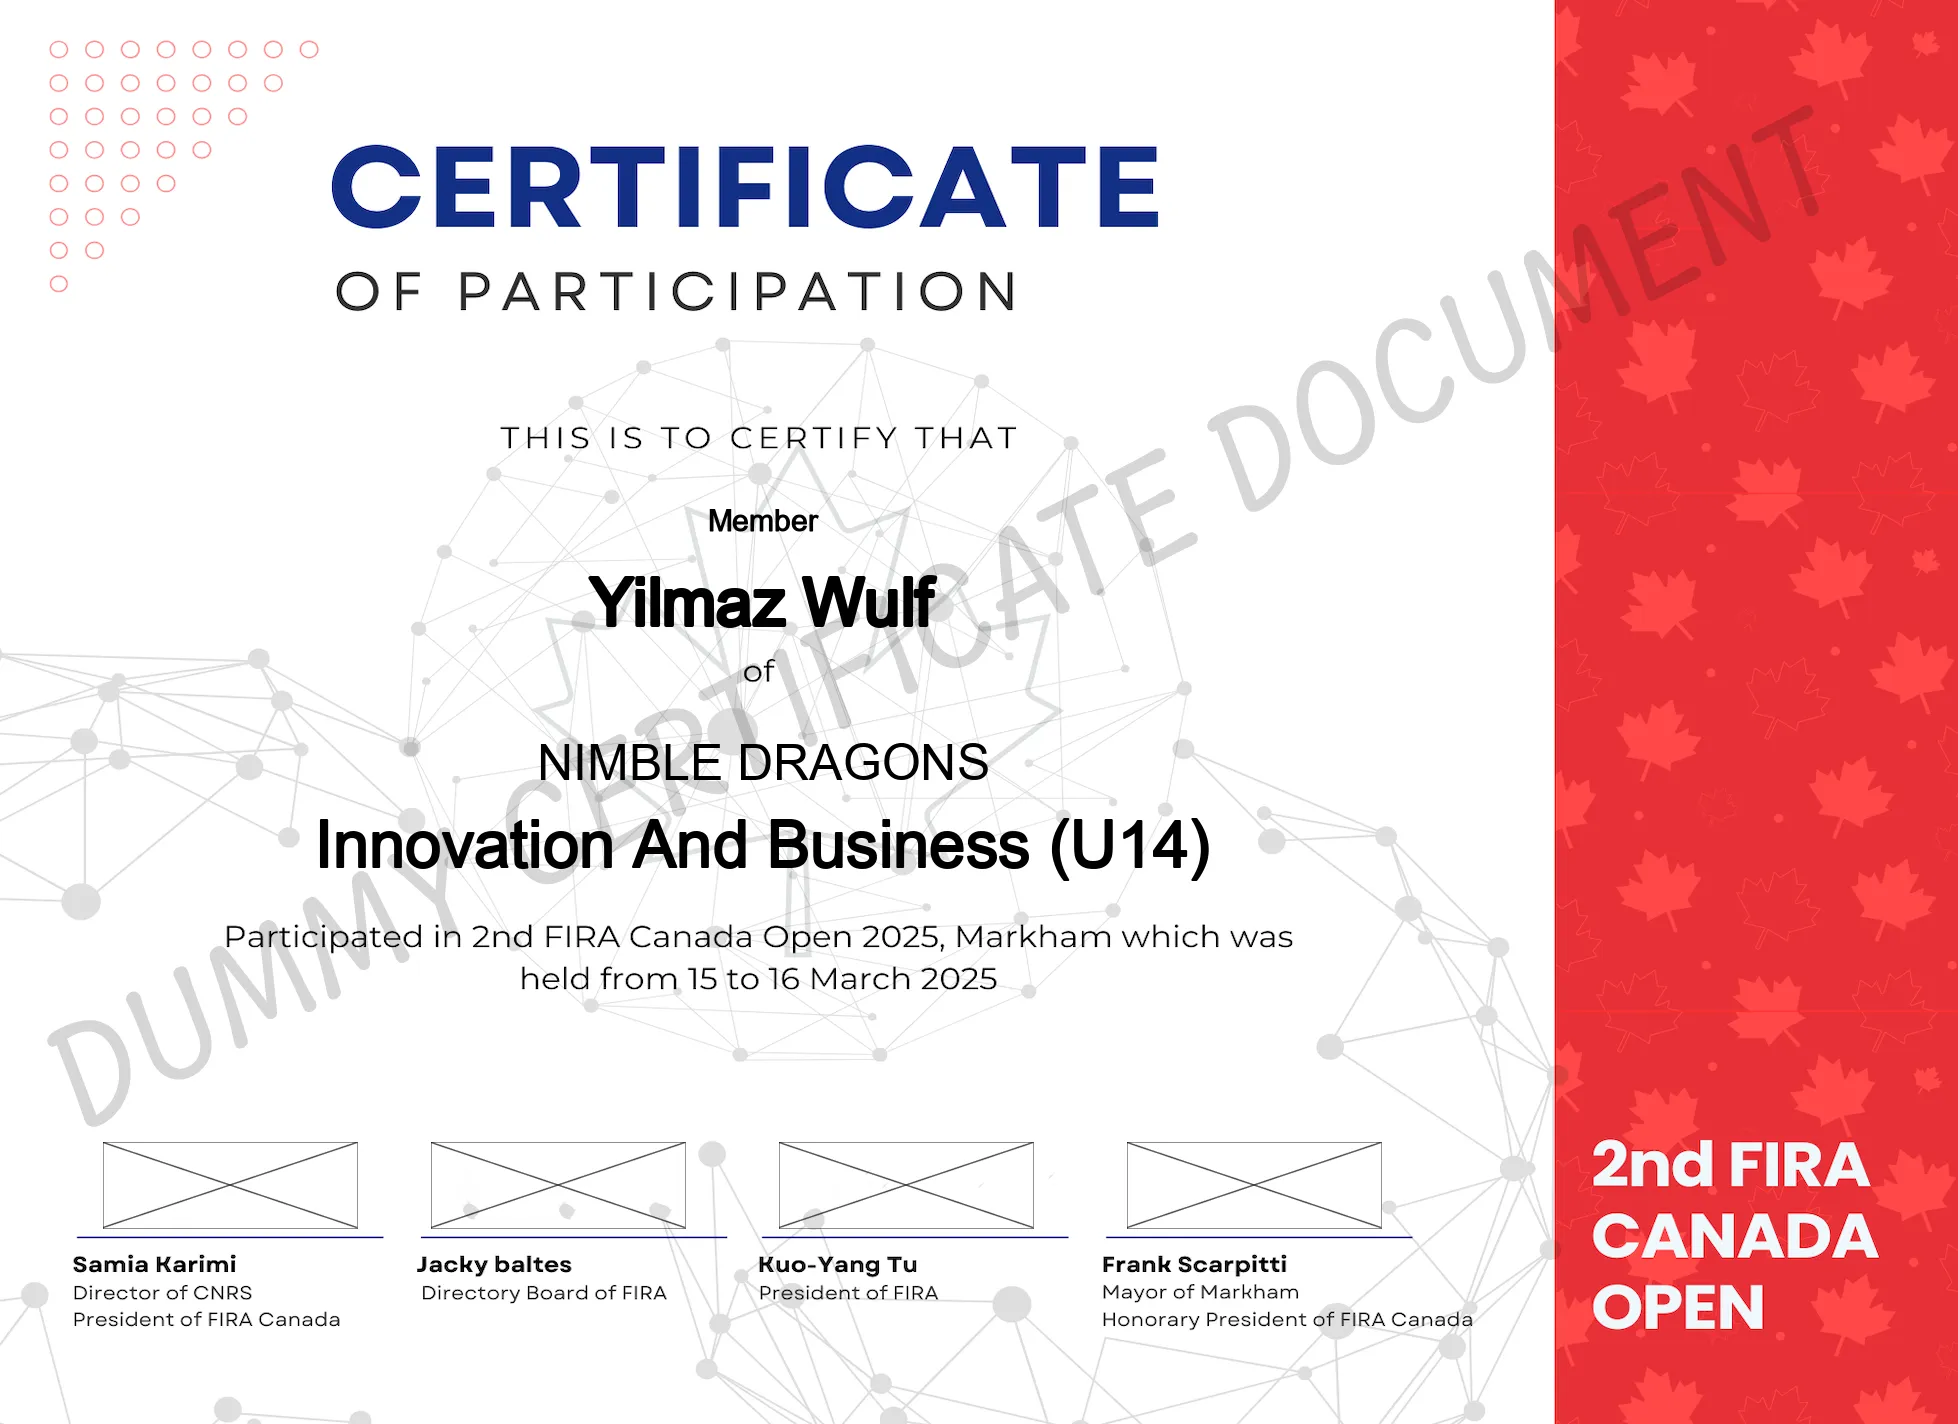 CERTIFICATE
OF PARTICIPATION
THIS IS TO CERTIFY THAT
Member
Yilmaz Wulf
of
NIMBLE DRAGONS
Innovation And Business (U14)
Participated in 2nd FIRA Canada Open 2025, Markham which was
held from 15 to 16 March 2025
DUMMY CERTIFICATE DOCUMENT
Samia Karimi
Director of CNRS
President of FIRA Canada
Jacky baltes
Directory Board of FIRA
Kuo-Yang Tu
President of FIRA
Frank Scarpitti
Mayor of Markham
Honorary President of FIRA Canada
2nd FIRA
CANADA
OPEN